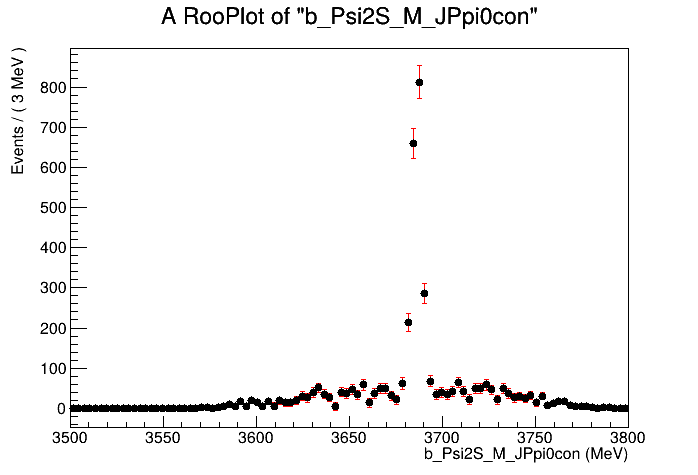 A RooPlot of "b_Psi2S_M_JPpi0con"
Events / ( 3 MeV )
800
700
600
500
400
300
200
100
0
3500 3550 3600 3650 3700 3750 3800
b_Psi2S_M_JPpi0con (MeV)